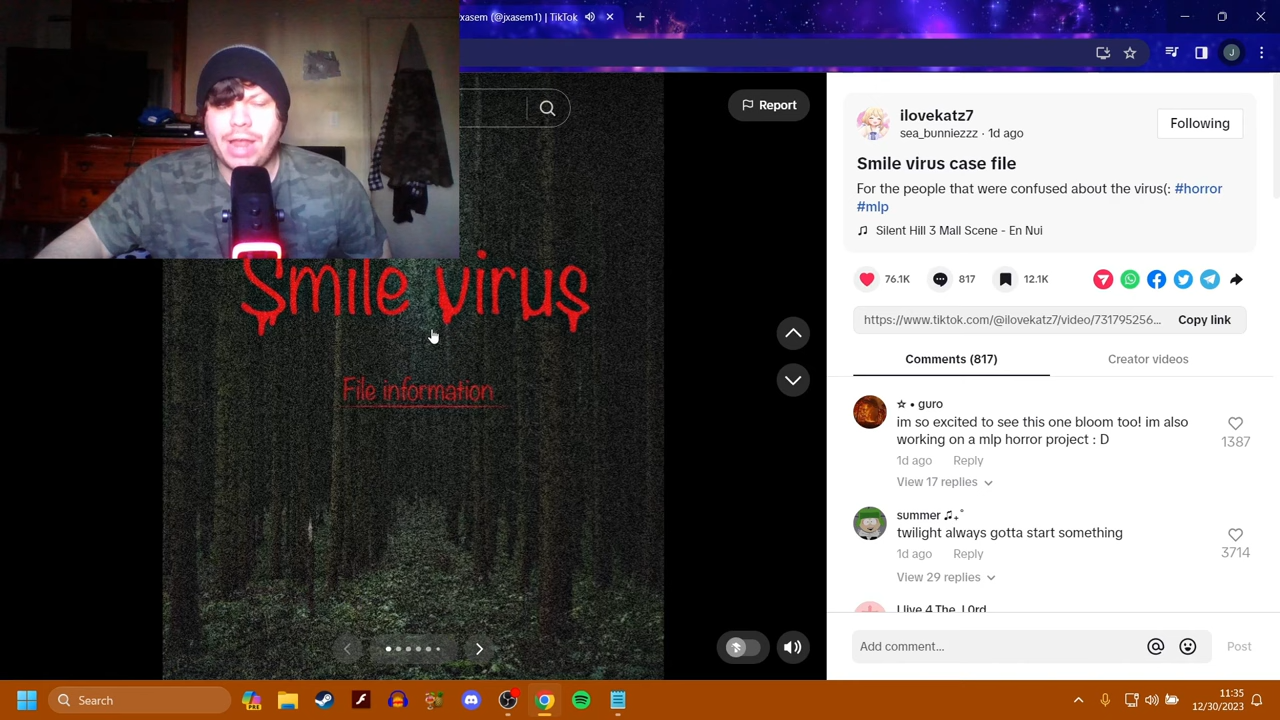 xasem (@jxasem1) | TikTok
Report
ilovekatz7
sea_bunniezzz · 1d ago
Following
Smile virus case file
For the people that were confused about the virus(: #horror
#mlp
Silent Hill 3 Mall Scene - En Nui
76.1K
817
12.1K
https://www.tiktok.com/@ilovekatz7/video/731795256...
Copy link
Comments (817)
Creator videos
Smile virus
File information
☆ • guro
im so excited to see this one bloom too! im also
working on a mlp horror project : D
1387
1d ago Reply
View 17 replies
summer ♫₊˚
twilight always gotta start something
3714
1d ago Reply
View 29 replies
Add comment...
Post
Search
PRE
J
11:35
12/30/2023